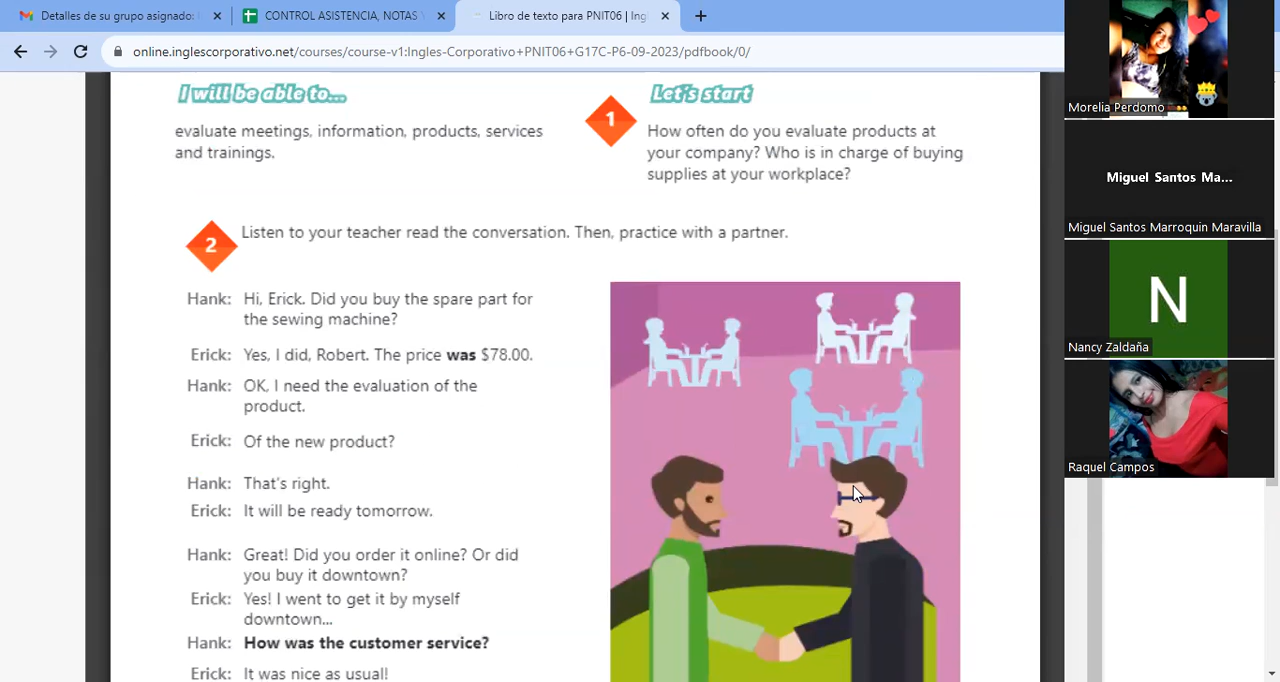 Detalles de su grupo asignado:
CONTROL ASISTENCIA, NOTAS Y
Libro de texto para PNIT06 | Ing
online.inglescorporativo.net/courses/course-v1:Ingles-Corporativo+PNIT06+G17C-P6-09-2023/pdfbook/0/
I will be able to...
evaluate meetings, information, products, services
and trainings.
Let's start
1
How often do you evaluate products at
your company? Who is in charge of buying
supplies at your workplace?
2
Listen to your teacher read the conversation. Then, practice with a partner.
Hank: Hi, Erick. Did you buy the spare part for
the sewing machine?
Erick: Yes, I did, Robert. The price was $78.00.
Hank: OK, I need the evaluation of the
product.
Erick: Of the new product?
Hank: That's right.
Erick: It will be ready tomorrow.
Hank: Great! Did you order it online? Or did
you buy it downtown?
Erick: Yes! I went to get it by myself
downtown...
Hank: How was the customer service?
Erick: It was nice as usual!
Morelia Perdomo
Miguel Santos Ma...
Miguel Santos Marroquin Maravilla
N
Nancy Zaldaña
Raquel Campos